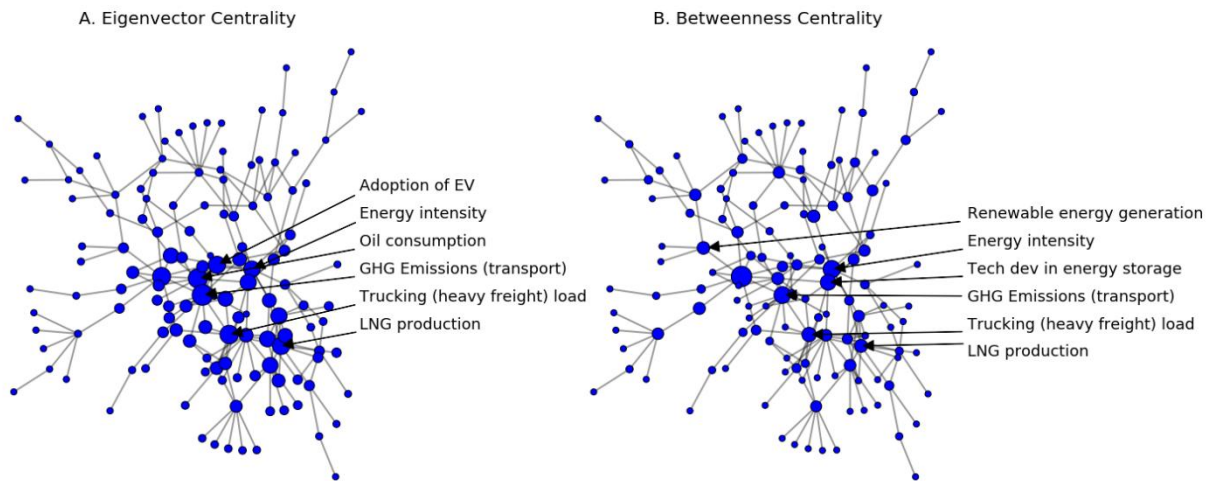 A. Eigenvector Centrality
Adoption of EV
Energy intensity
Oil consumption
GHG Emissions (transport)
Trucking (heavy freight) load
LNG production
B. Betweenness Centrality
Renewable energy generation
Energy intensity
Tech dev in energy storage
GHG Emissions (transport)
Trucking (heavy freight) load
LNG production